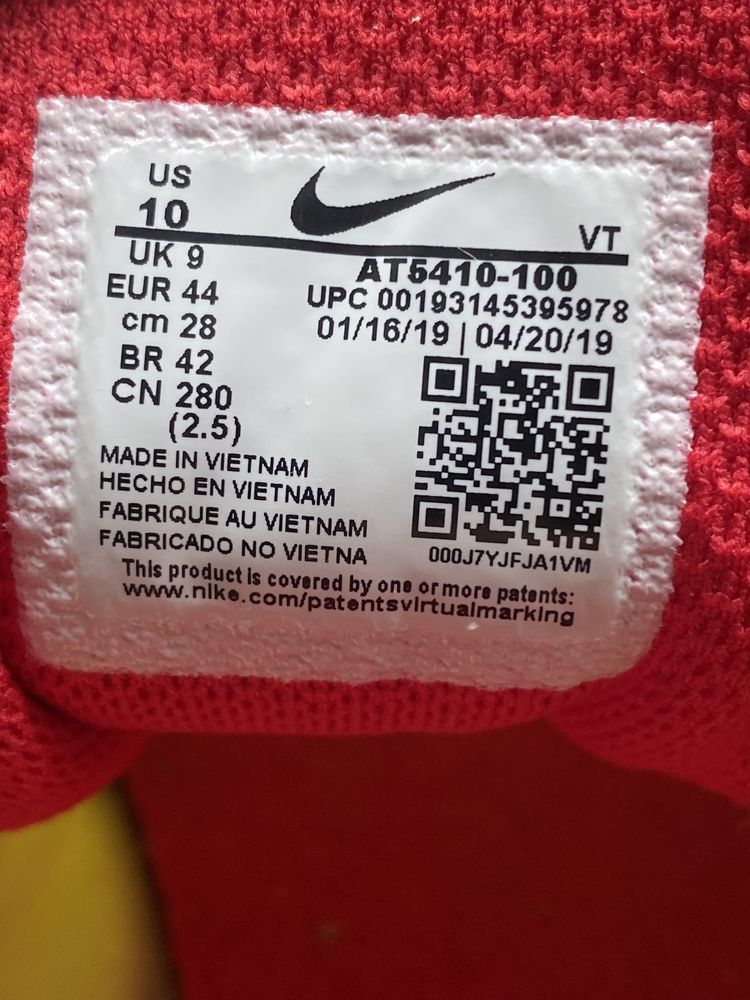 US
10
VT
UK 9
EUR 44
cm 28
BR 42
CN 280
(2.5)
AT5410-100
UPC 00193145395978
01/16/19 | 04/20/19
MADE IN VIETNAM
HECHO EN VIETNAM
FABRIQUE AU VIETNAM
FABRICADO NO VIETNA
000J7YJFJA1VM
This product is covered by one or more patents:
www.nike.com/patentsvirtualmarking